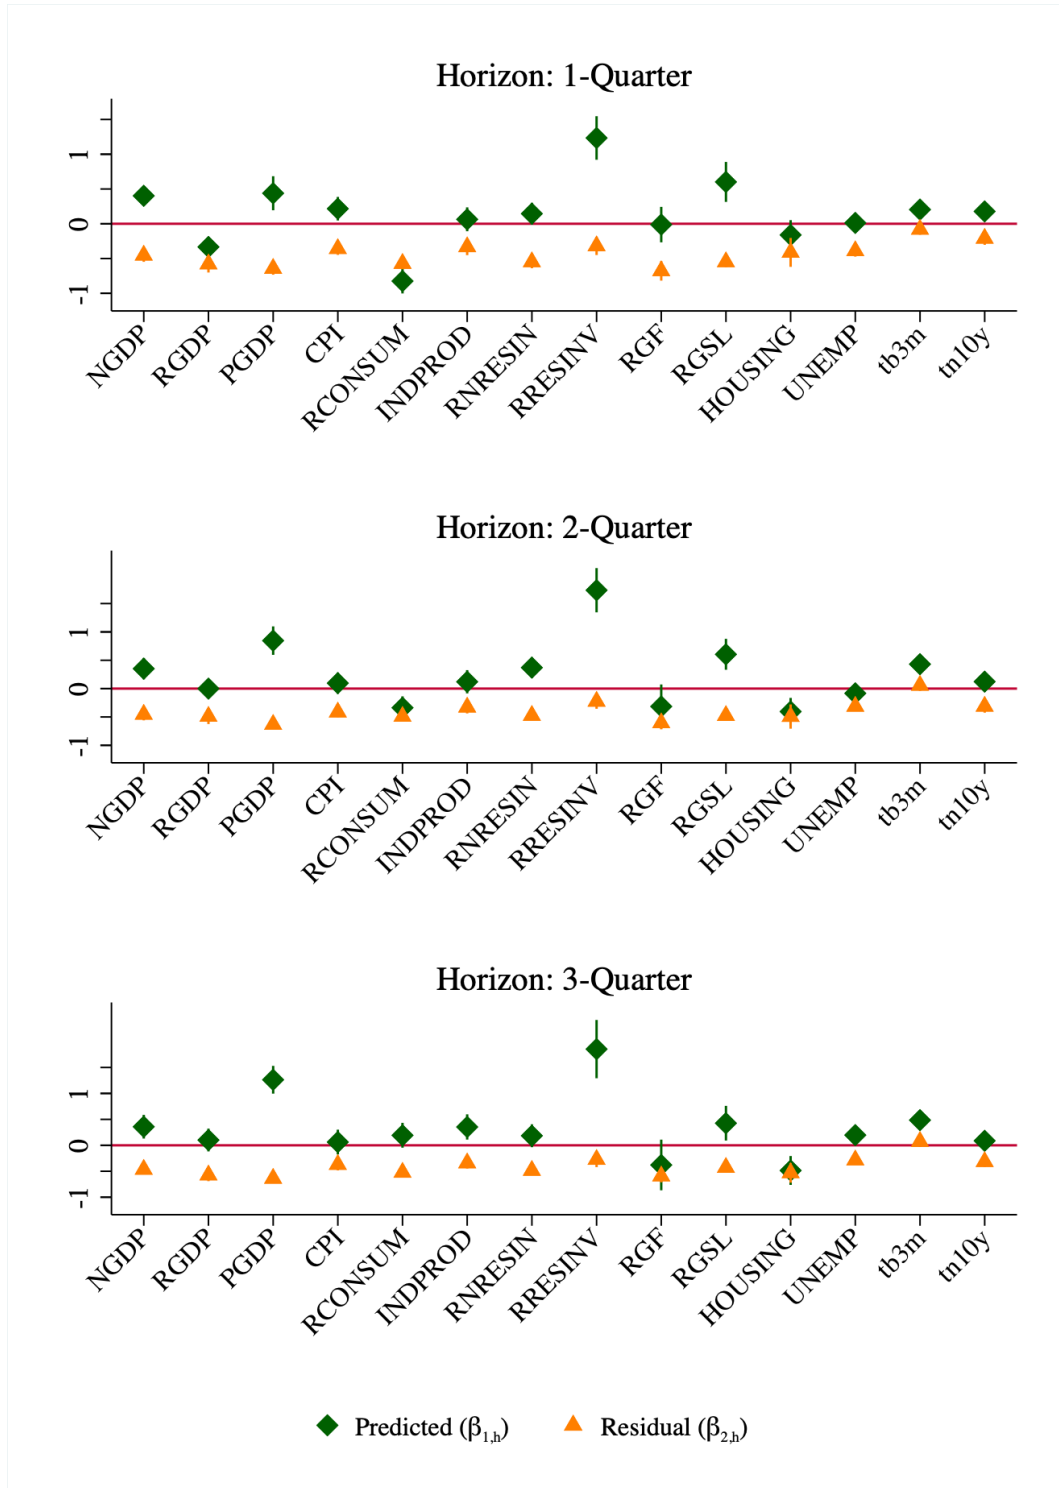 Horizon: 1-Quarter
1
0
-1
NGDP
RGDP
PGDP
CPI
RCONSUM
INDPROD
RNRESIN
RRESINV
RGF
RGSL
HOUSING
UNEMP
tb3m
tn10y
Horizon: 2-Quarter
1
0
-1
NGDP
RGDP
PGDP
CPI
RCONSUM
INDPROD
RNRESIN
RRESINV
RGF
RGSL
HOUSING
UNEMP
tb3m
tn10y
Horizon: 3-Quarter
1
0
-1
NGDP
RGDP
PGDP
CPI
RCONSUM
INDPROD
RNRESIN
RRESINV
RGF
RGSL
HOUSING
UNEMP
tb3m
tn10y
Predicted (β1,h) Residual (β2,h)